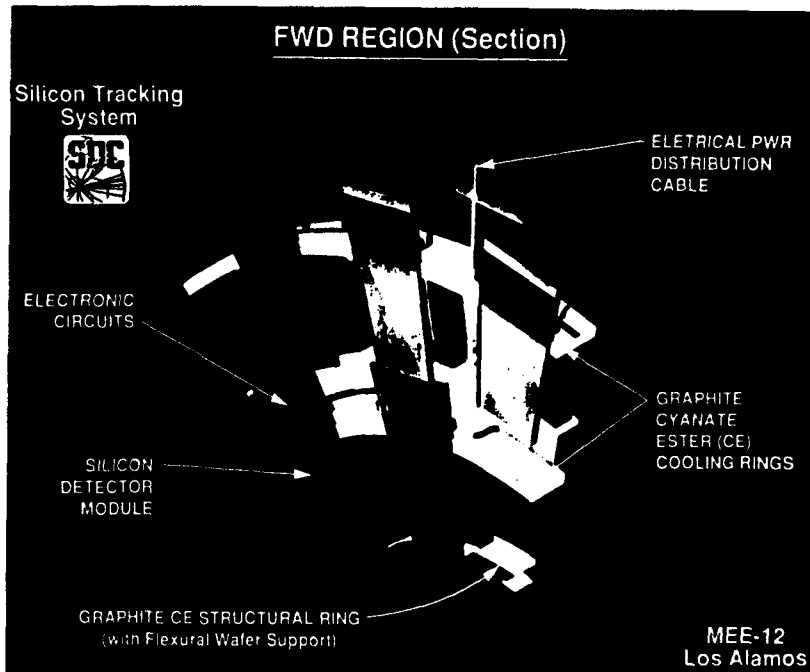 FWD REGION (Section)
Silicon Tracking
System
SDC
ELETRICAL PWR
DISTRIBUTION
CABLE
ELECTRONIC
CIRCUITS
GRAPHITE
CYANATE
ESTER (CE)
COOLING RINGS
SILICON
DETECTOR
MODULE
GRAPHITE CE STRUCTURAL RING
(with Flexural Wafer Support)
MEE-12
Los Alamos